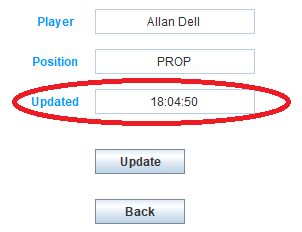 Player Allan Dell
Position PROP
Updated 18:04:50
Update
Back